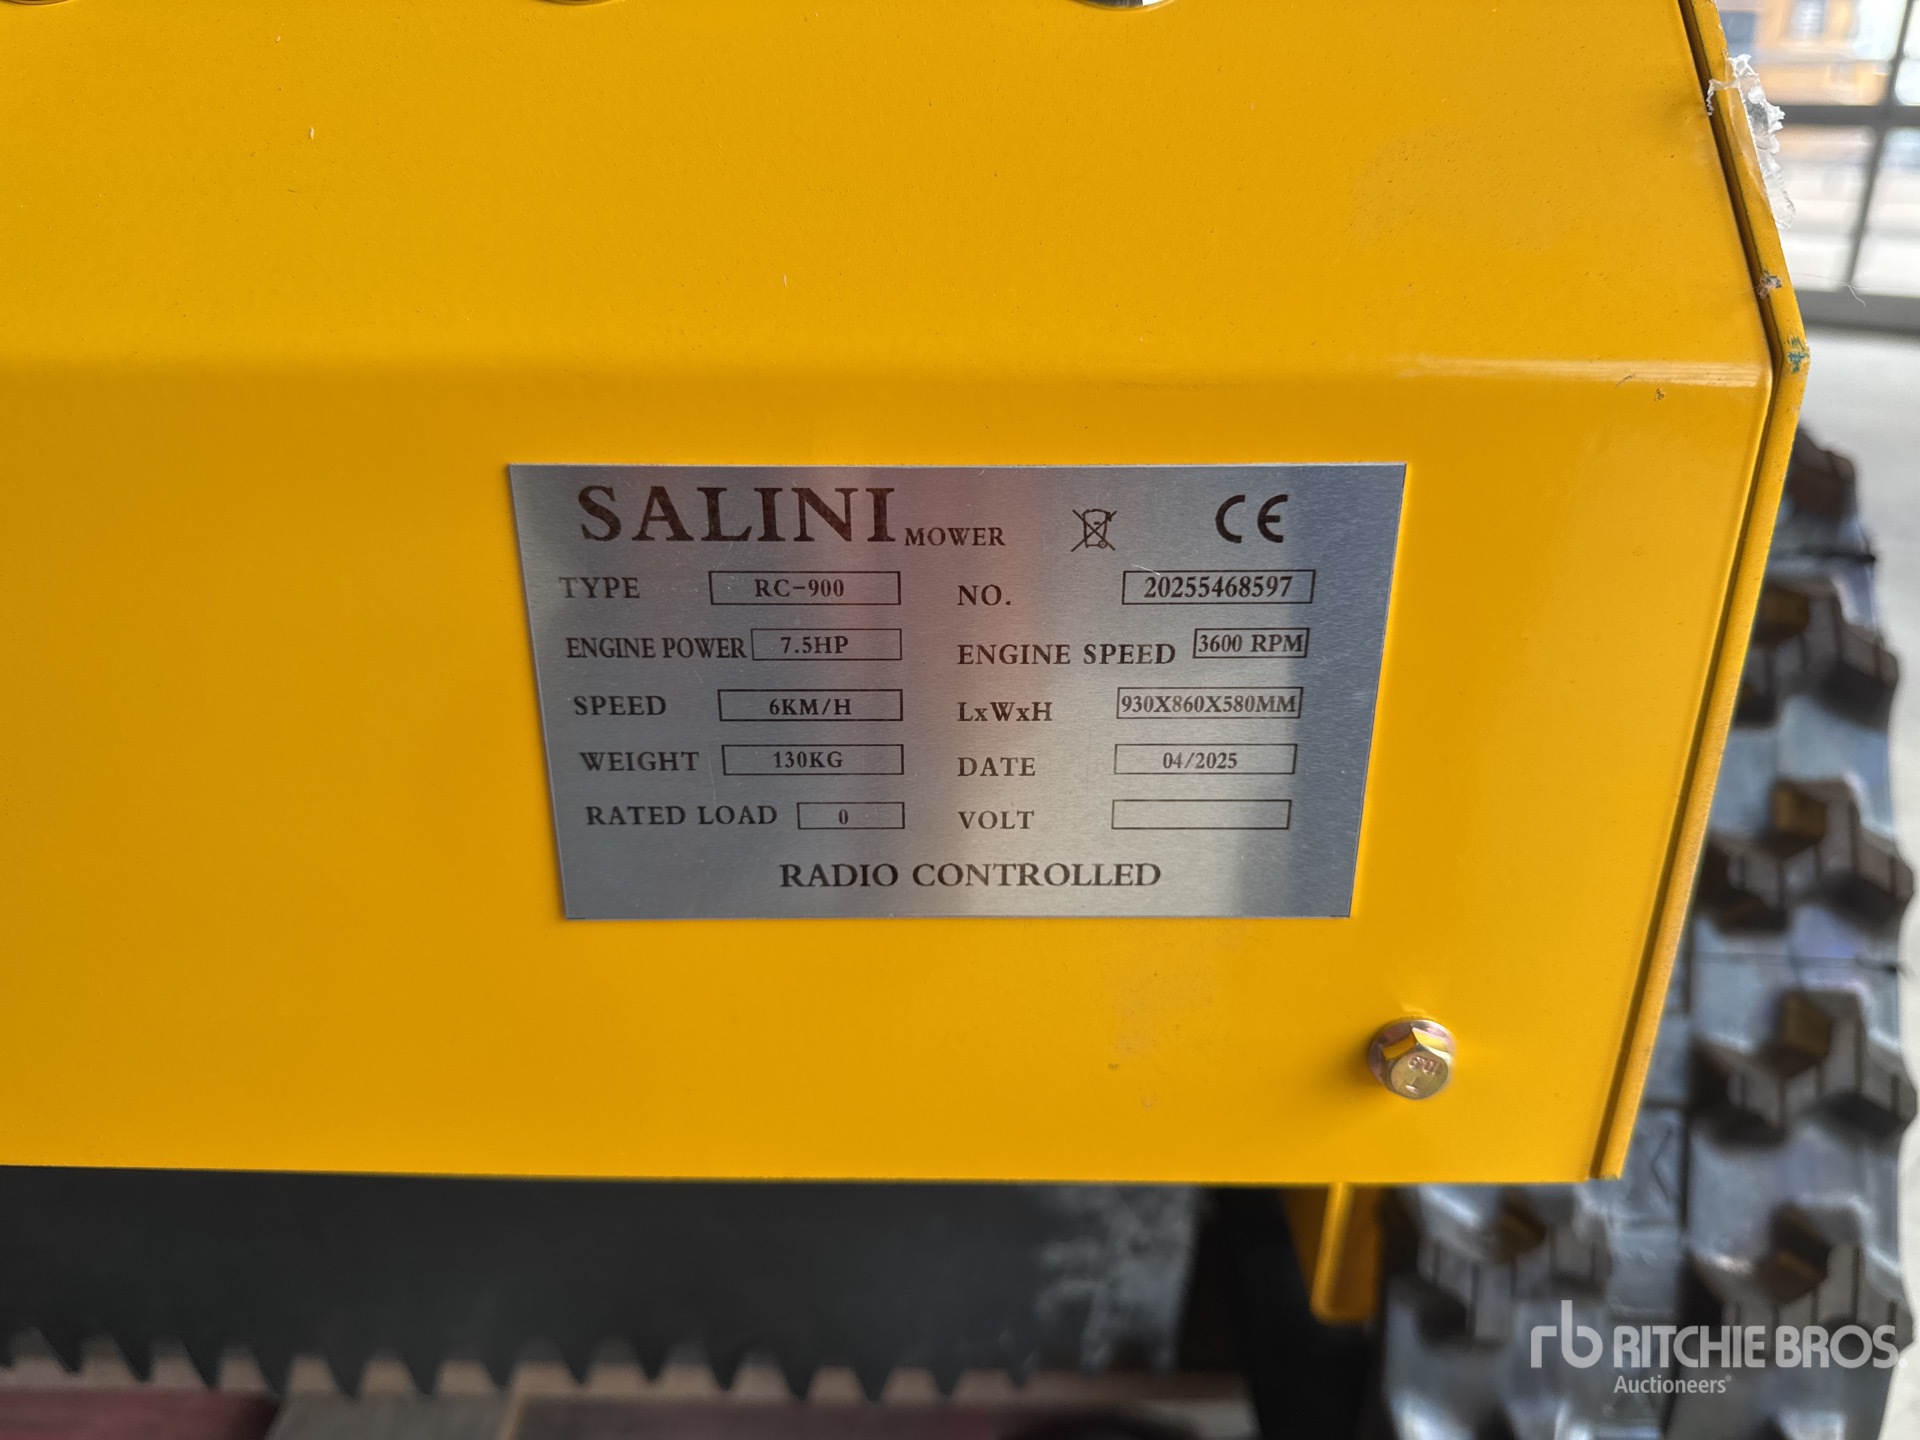 SALINI MOWER CE
TYPE RC-900 NO. 20255468597
ENGINE POWER 7.5HP ENGINE SPEED 3600 RPM
SPEED 6KM/H LxWxH 930X860X580MM
WEIGHT 130KG DATE 04/2025
RATED LOAD 0 VOLT
RADIO CONTROLLED
rb RITCHIE BROS.
Auctioneers